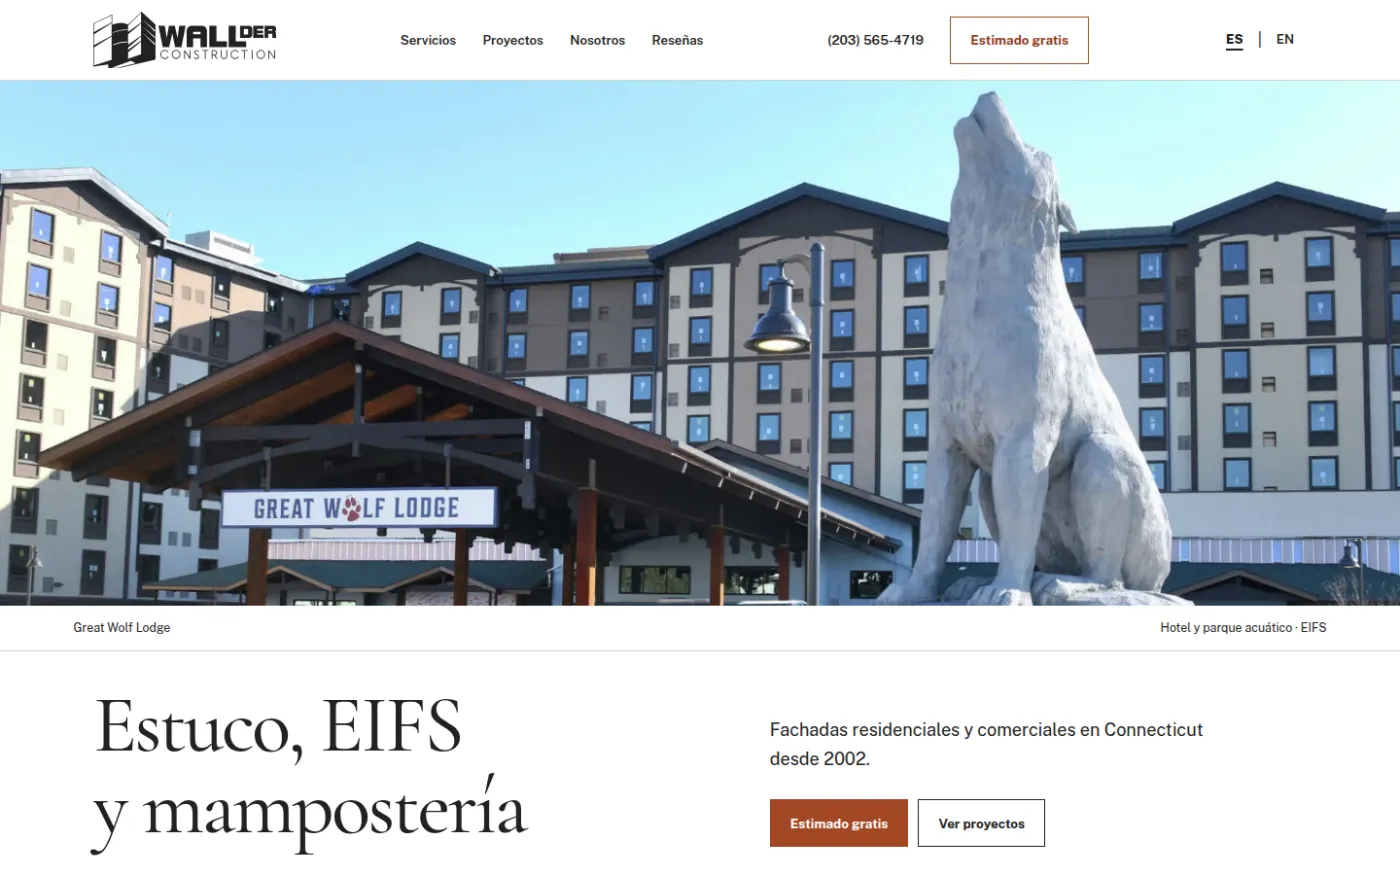 WALLDER
CONSTRUCTION
Servicios
Proyectos
Nosotros
Reseñas
(203) 565-4719
Estimado gratis
ES | EN
GREAT WOLF LODGE
Great Wolf Lodge
Hotel y parque acuático · EIFS
Estuco, EIFS
y mampostería
Fachadas residenciales y comerciales en Connecticut
desde 2002.
Estimado gratis
Ver proyectos